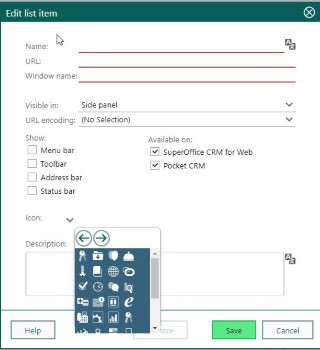 Edit list item
Name:
URL:
Window name:
Visible in: Side panel
URL encoding: (No Selection)
Show:
Available on:
Menu bar
SuperOffice CRM for Web
Toolbar
Pocket CRM
Address bar
Status bar
Icon:
Description:
Help
Save
Cancel